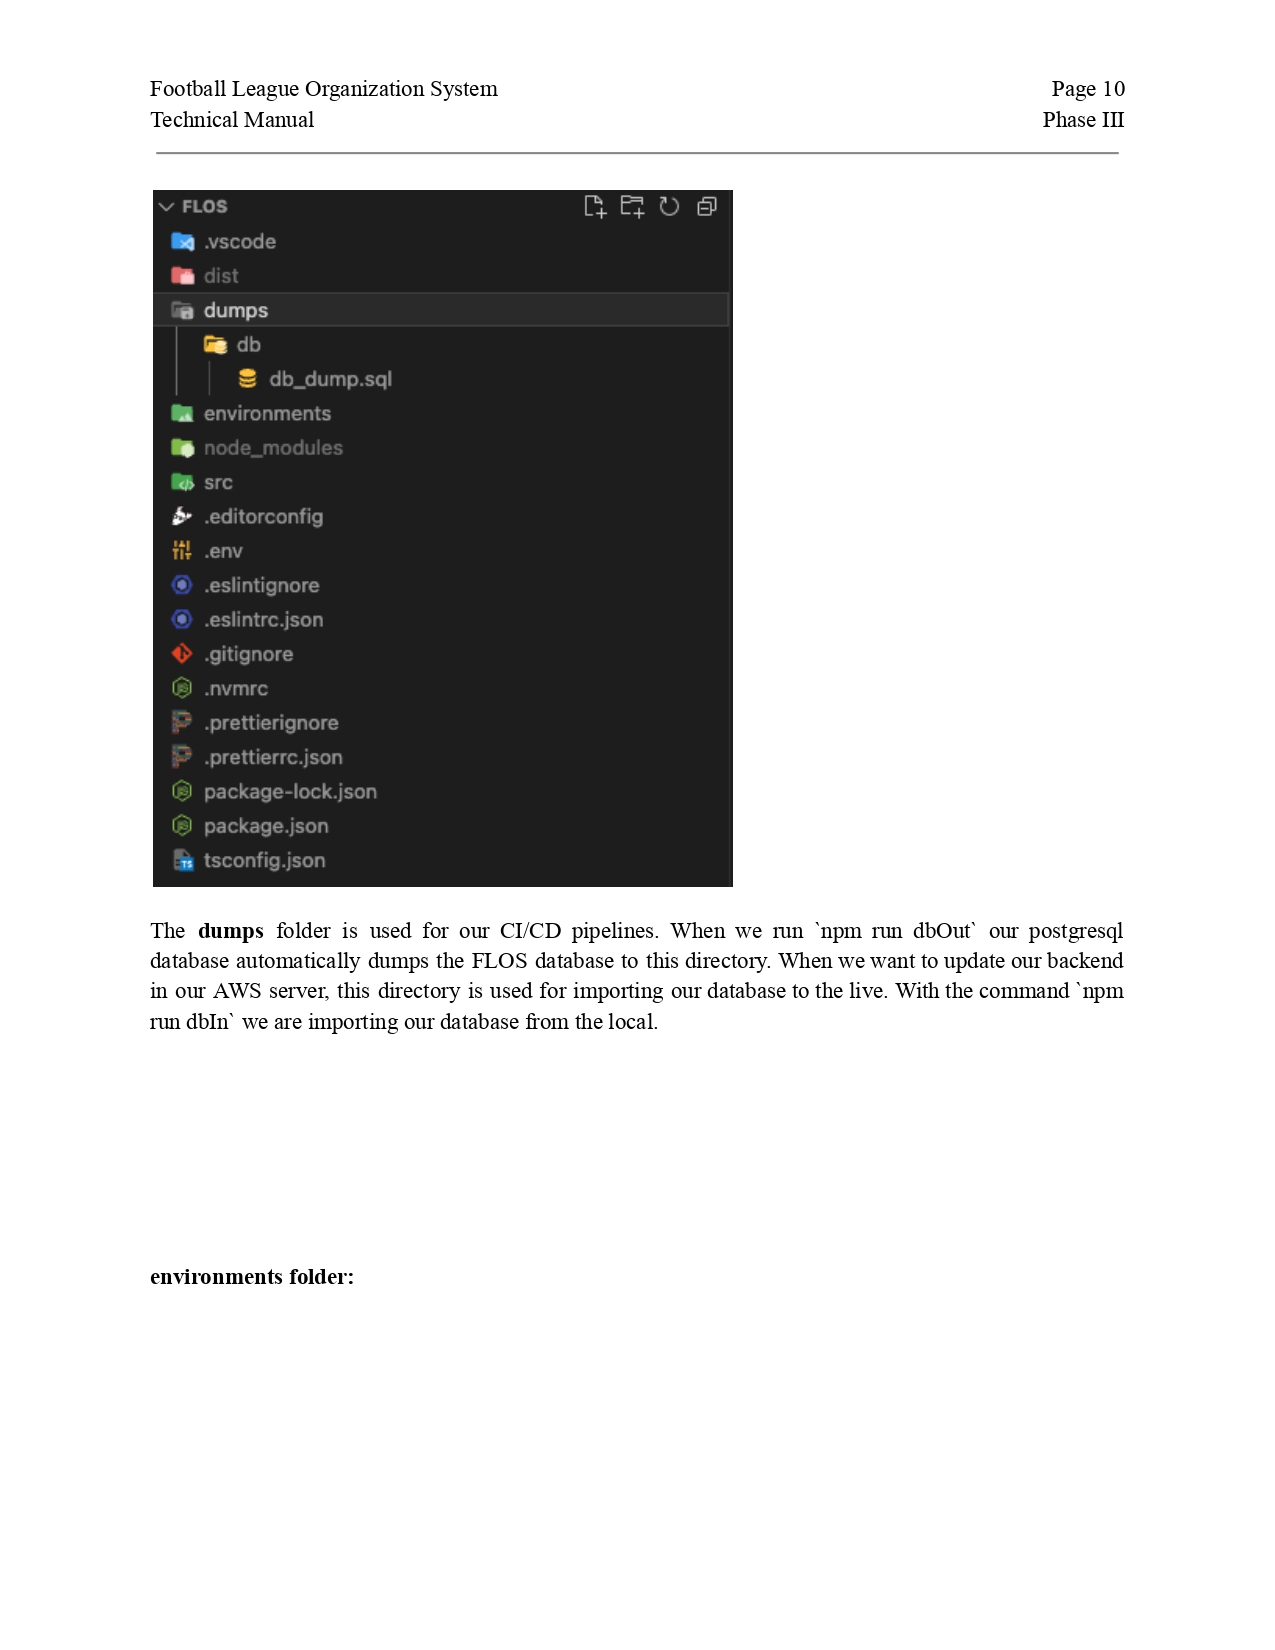 Football League Organization System Page 10
Technical Manual Phase III
FLOS
.vscode
dist
dumps
db
db_dump.sql
environments
node_modules
src
.editorconfig
.env
.eslintignore
.eslintrc.json
.gitignore
.nvmrc
.prettierignore
.prettierrc.json
package-lock.json
package.json
tsconfig.json
The dumps folder is used for our CI/CD pipelines. When we run `npm run dbOut` our postgresql
database automatically dumps the FLOS database to this directory. When we want to update our backend
in our AWS server, this directory is used for importing our database to the live. With the command `npm
run dbIn` we are importing our database from the local.
environments folder: